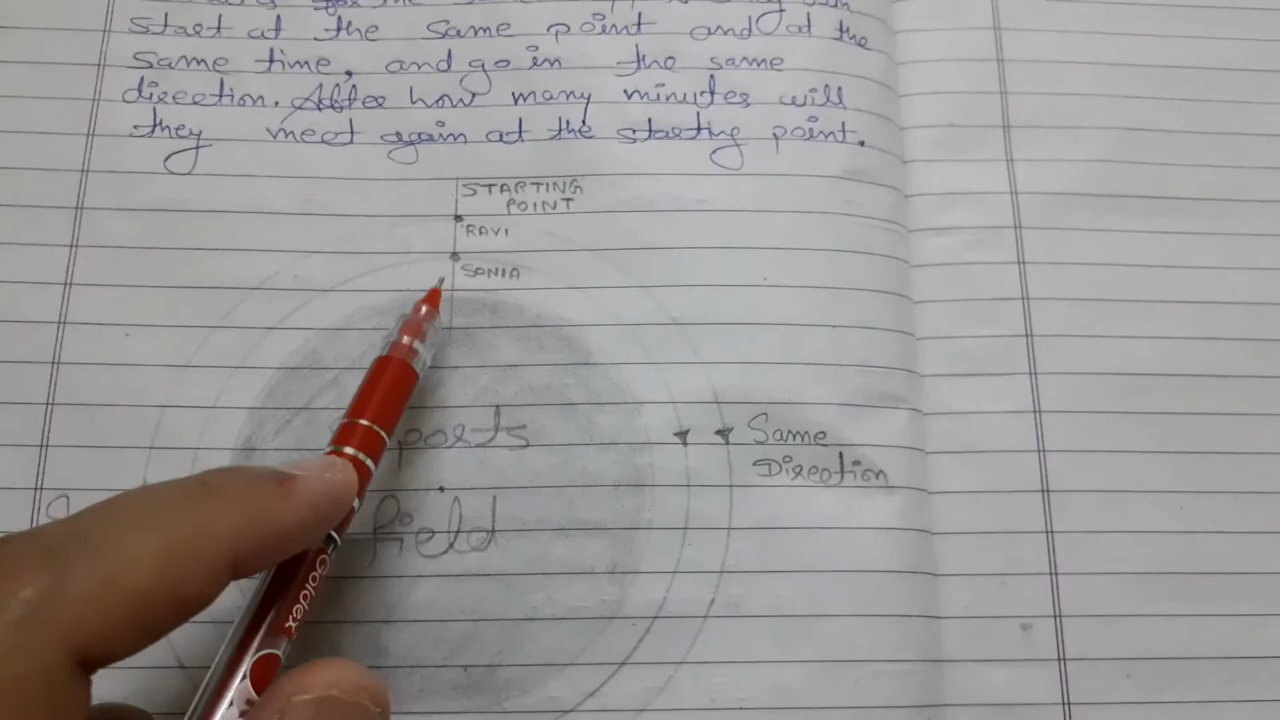 start at the same point and at the
same time, and go in the same
direction. After how many minutes will
they meet again at the starting point.
STARTING
POINT
RAVI
SONIA
ports
Same
Direction
field
Goldex